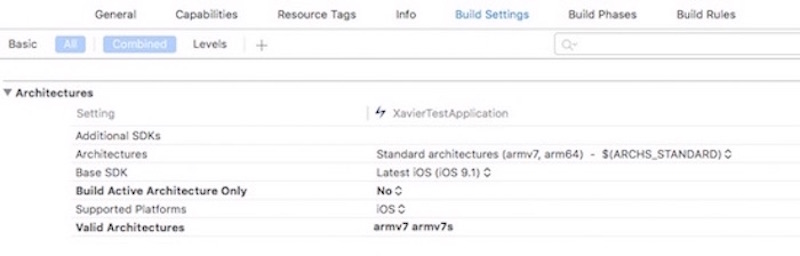 General Capabilities Resource Tags Info Build Settings Build Phases Build Rules
Basic All Combined Levels +
Architectures
Setting XavierTestApplication
Additional SDKs
Architectures Standard architectures (armv7, arm64) - $(ARCHS_STANDARD)
Base SDK Latest iOS (iOS 9.1)
Build Active Architecture Only No
Supported Platforms iOS
Valid Architectures armv7 armv7s